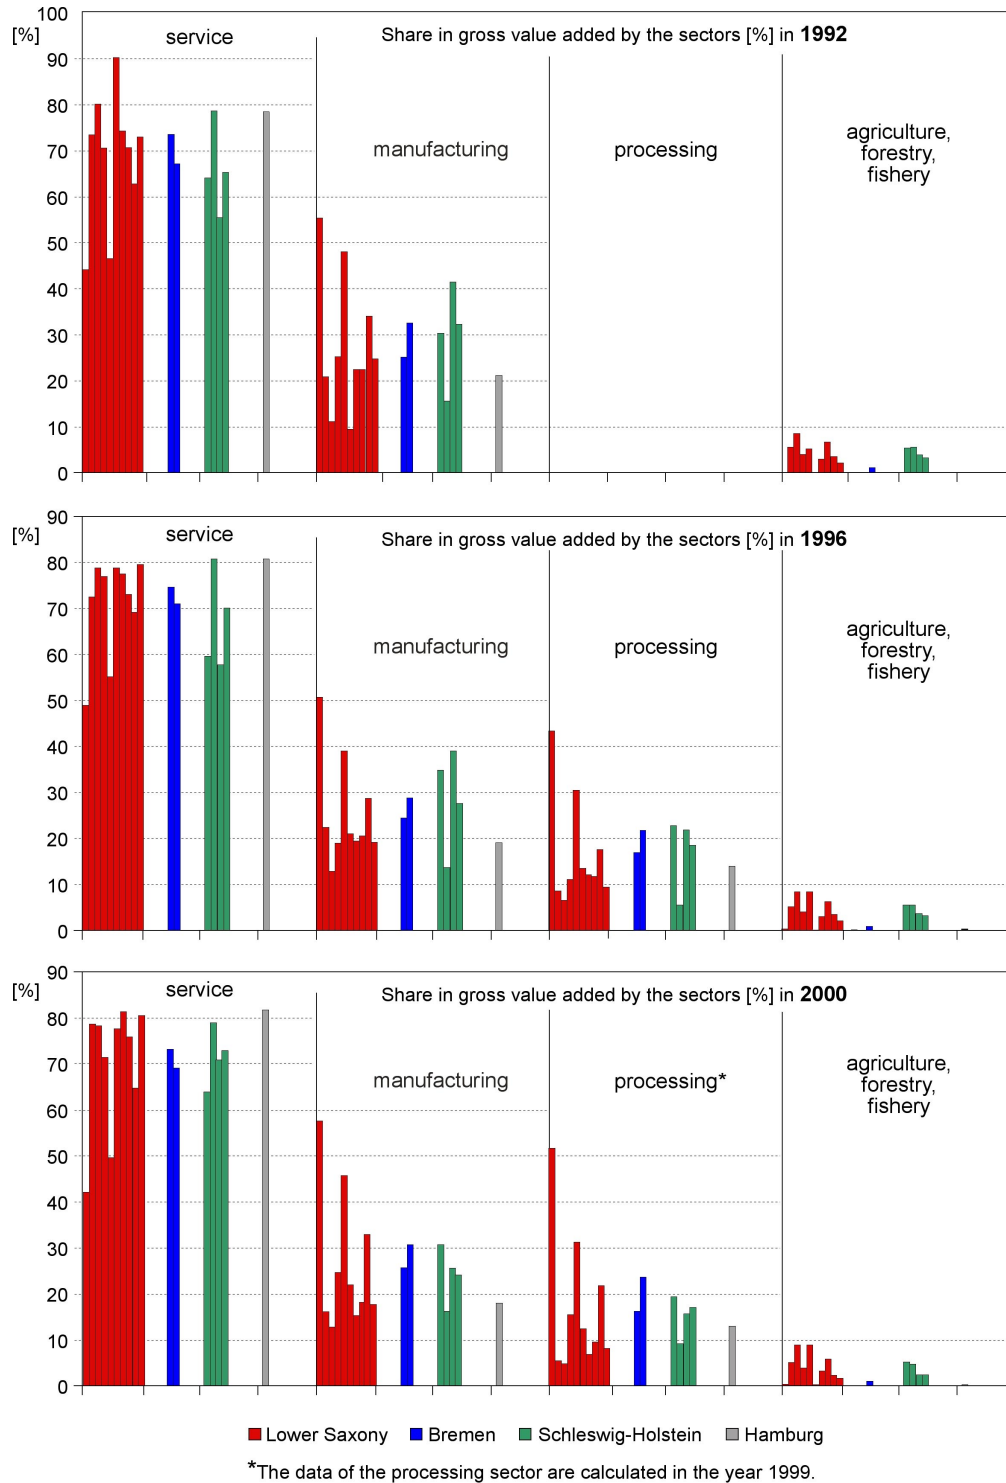 100
[%]
service
Share in gross value added by the sectors [%] in 1992
90
80
manufacturing
processing
agriculture,
forestry,
fishery
70
60
50
40
30
20
10
0
90
[%]
service
Share in gross value added by the sectors [%] in 1996
80
70
manufacturing
processing
agriculture,
forestry,
fishery
60
50
40
30
20
10
0
90
[%]
service
Share in gross value added by the sectors [%] in 2000
80
70
manufacturing
processing*
agriculture,
forestry,
fishery
60
50
40
30
20
10
0
Lower Saxony Bremen Schleswig-Holstein Hamburg
*The data of the processing sector are calculated in the year 1999.